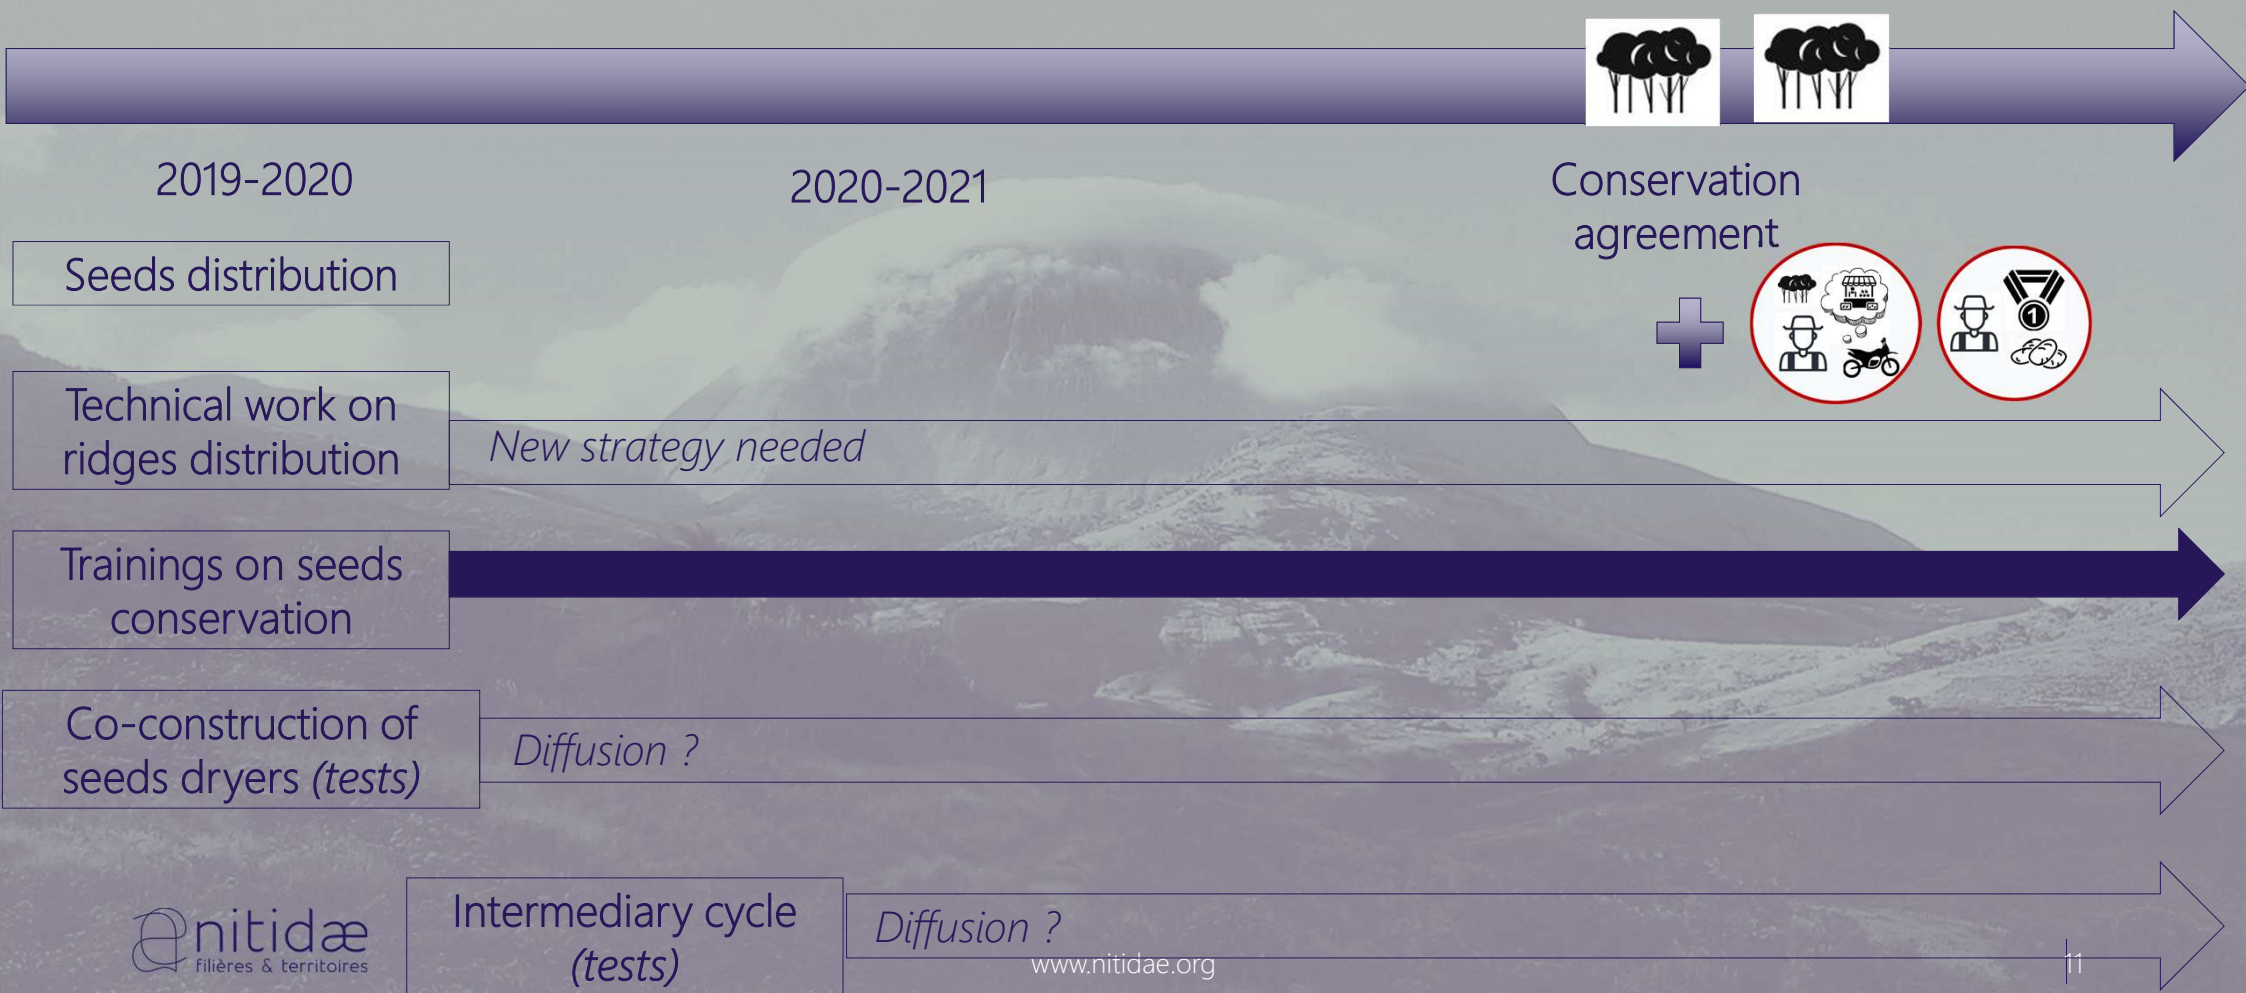 2019-2020
2020-2021
Conservation
agreement
Seeds distribution
1
Technical work on
ridges distribution
New strategy needed
Trainings on seeds
conservation
Co-construction of
seeds dryers (tests)
Diffusion ?
Intermediary cycle
(tests)
Diffusion ?
nitidæ
filières & territoires
www.nitidae.org
11